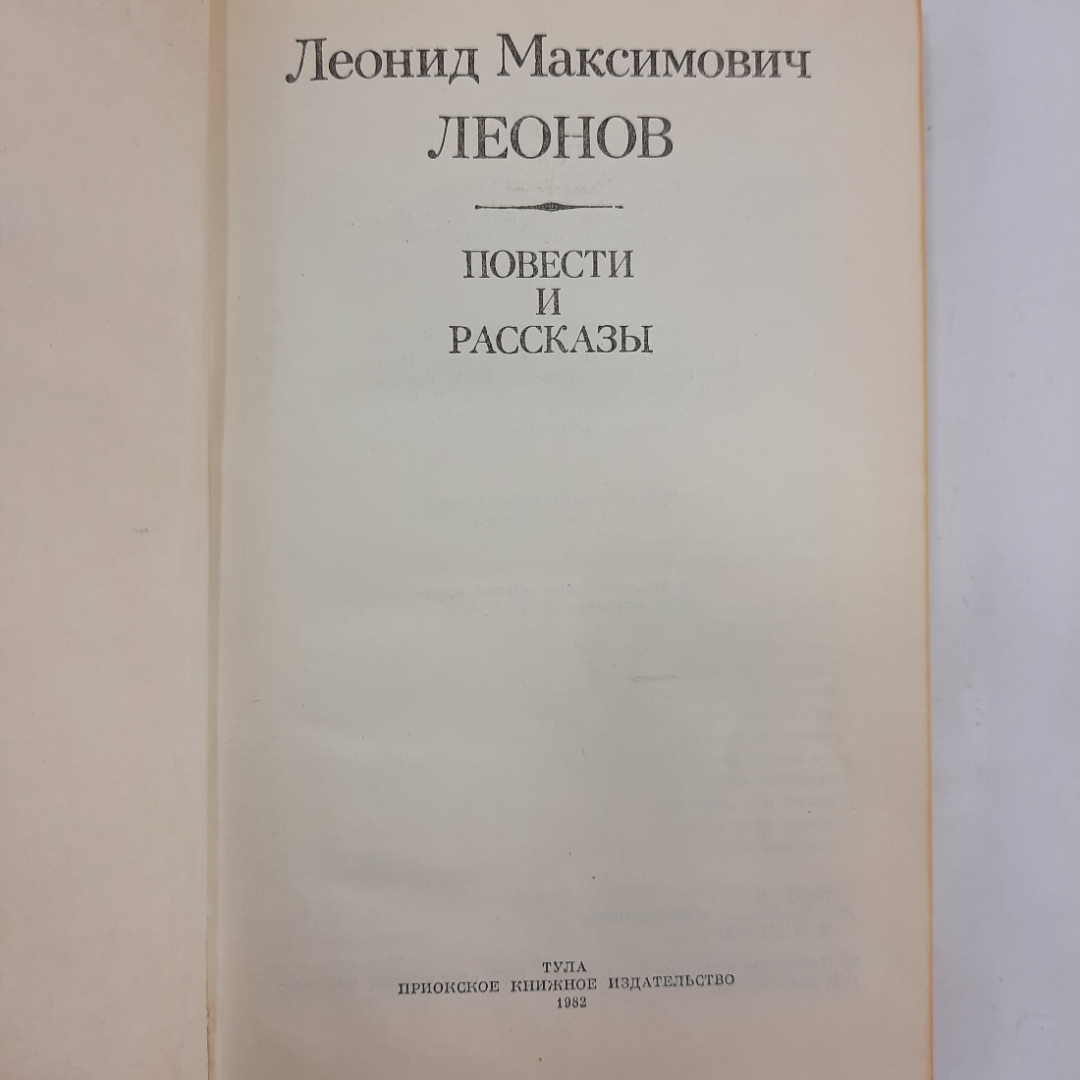 Леонид Максимович
ЛЕОНОВ
ПОВЕСТИ
И
РАССКАЗЫ
ТУЛА
ПРИОКСКОЕ КНИЖНОЕ ИЗДАТЕЛЬСТВО
1982